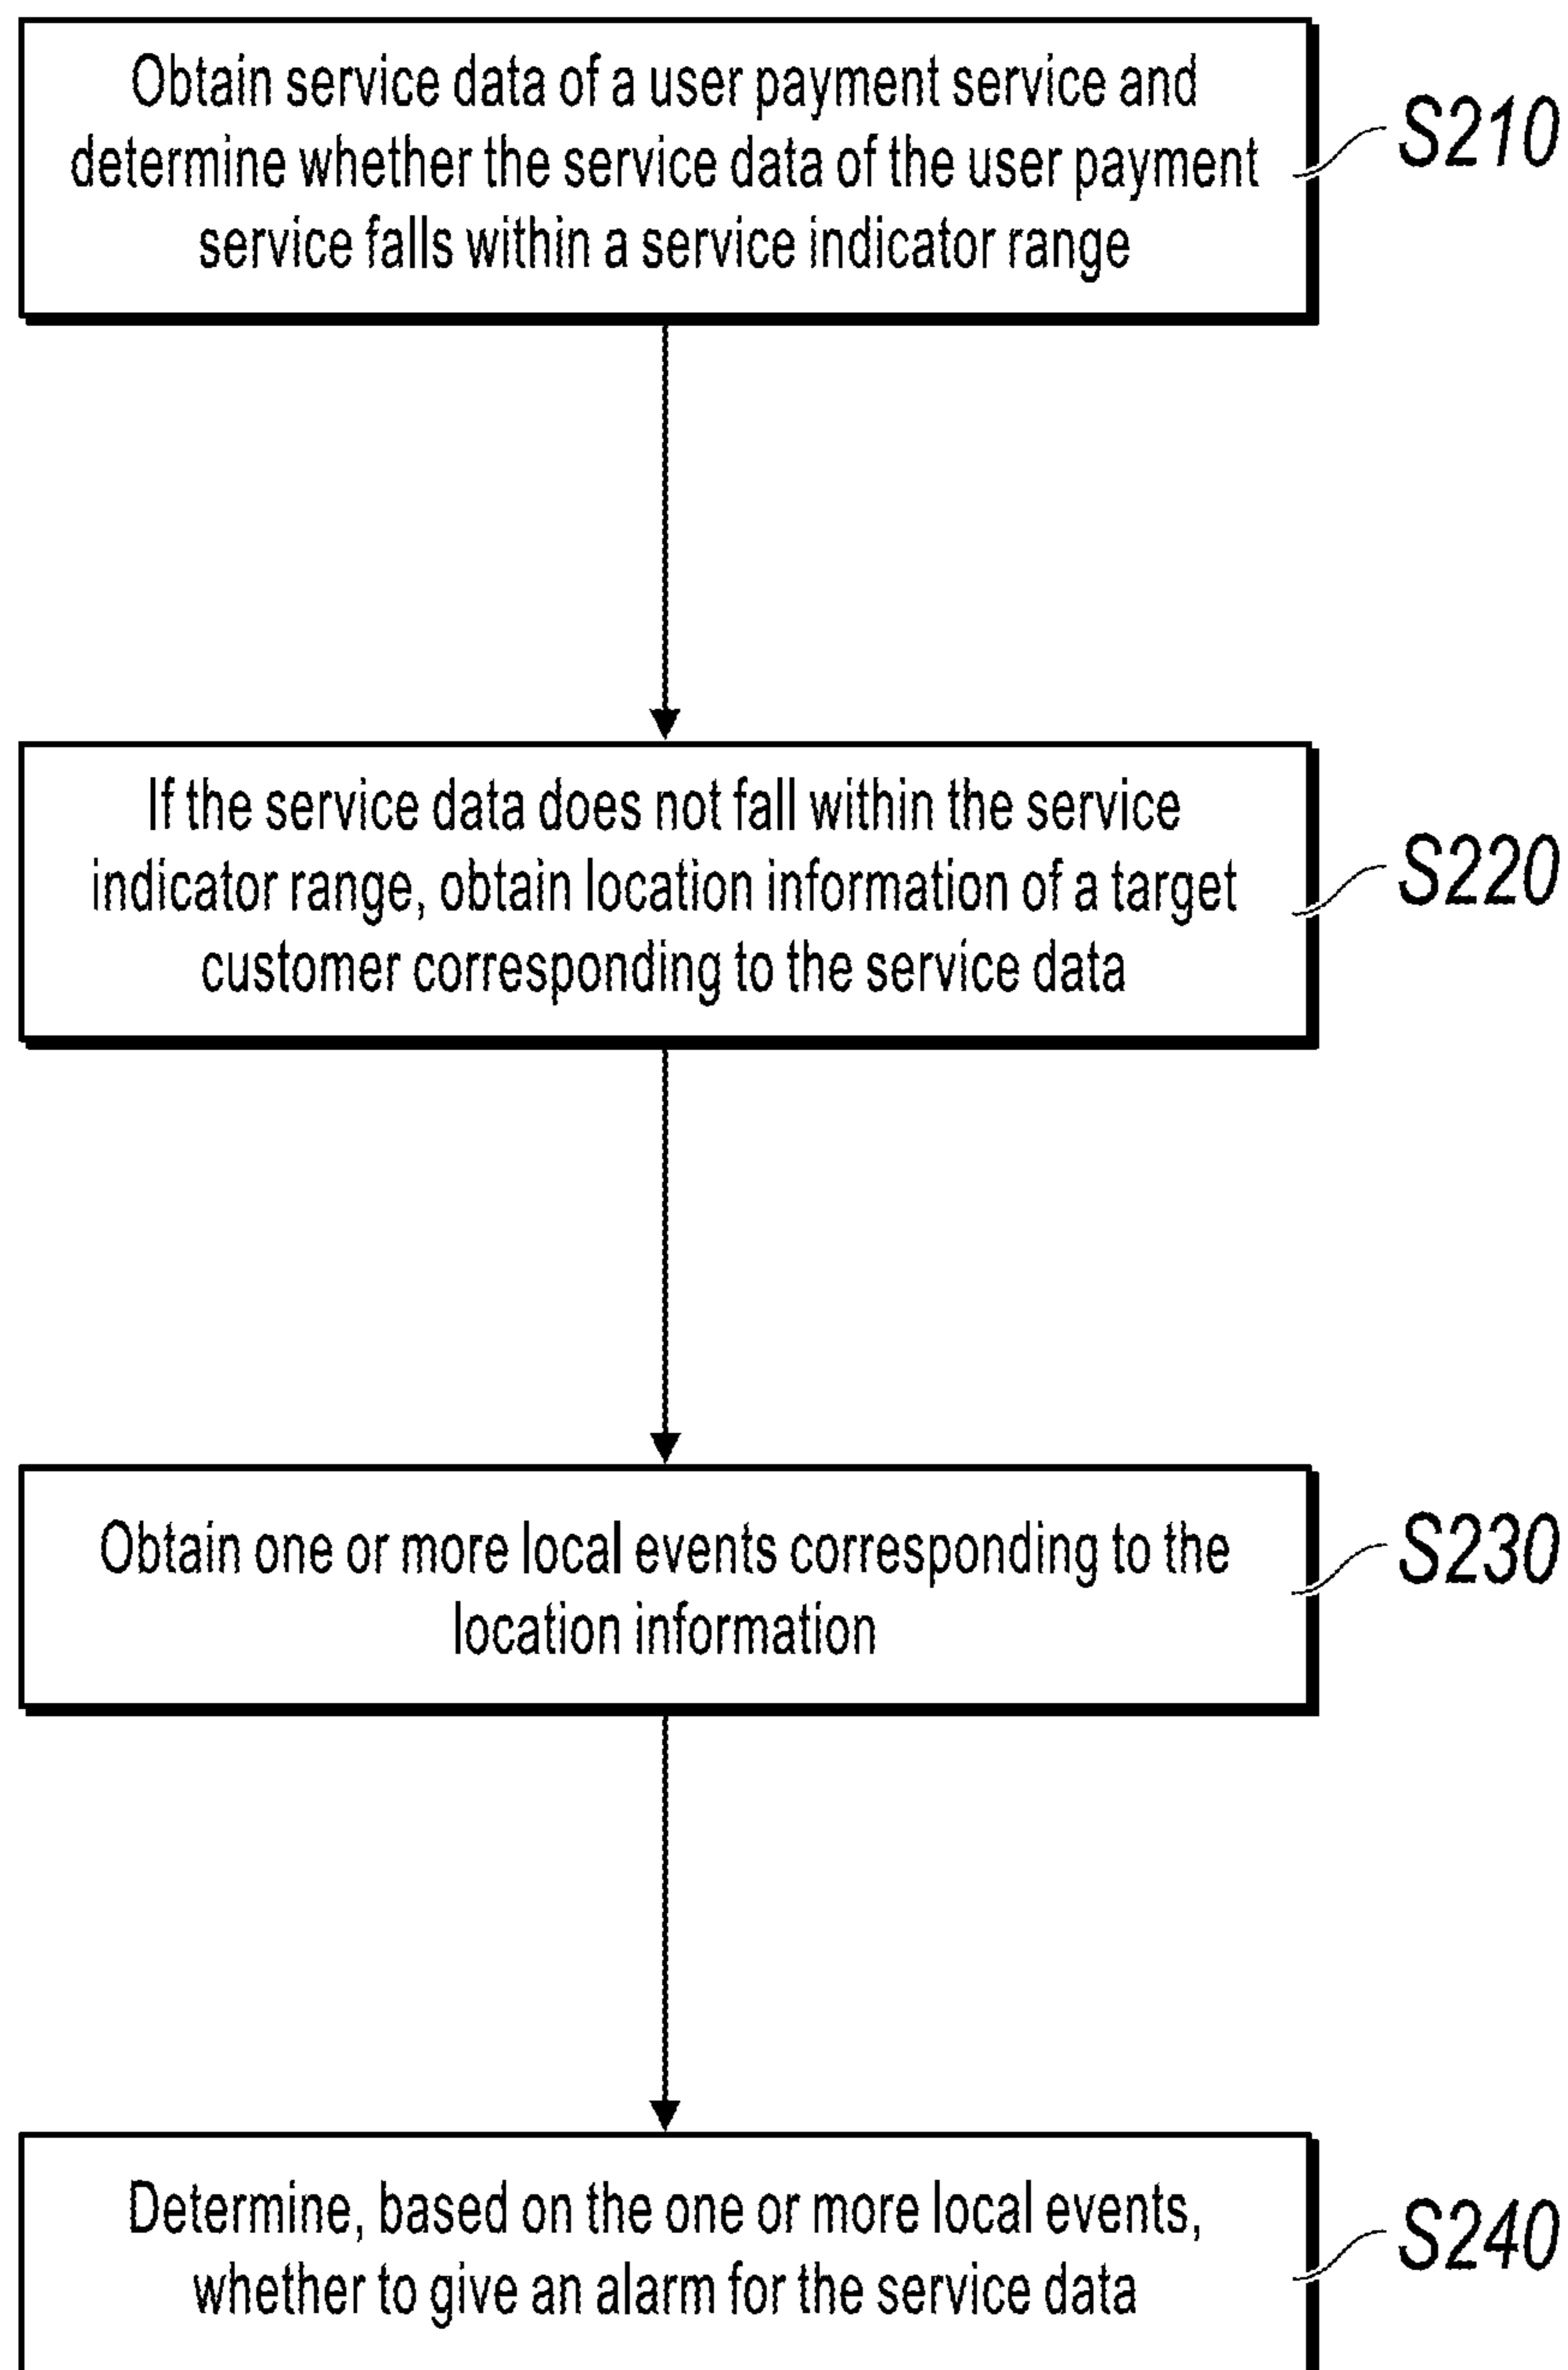 Obtain service data of a user payment service and
determine whether the service data of the user payment
service falls within a service indicator range
S210
If the service data does not fall within the service
indicator range, obtain location information of a target
customer corresponding to the service data
S220
Obtain one or more local events corresponding to the
location information
S230
Determine, based on the one or more local events,
whether to give an alarm for the service data
S240